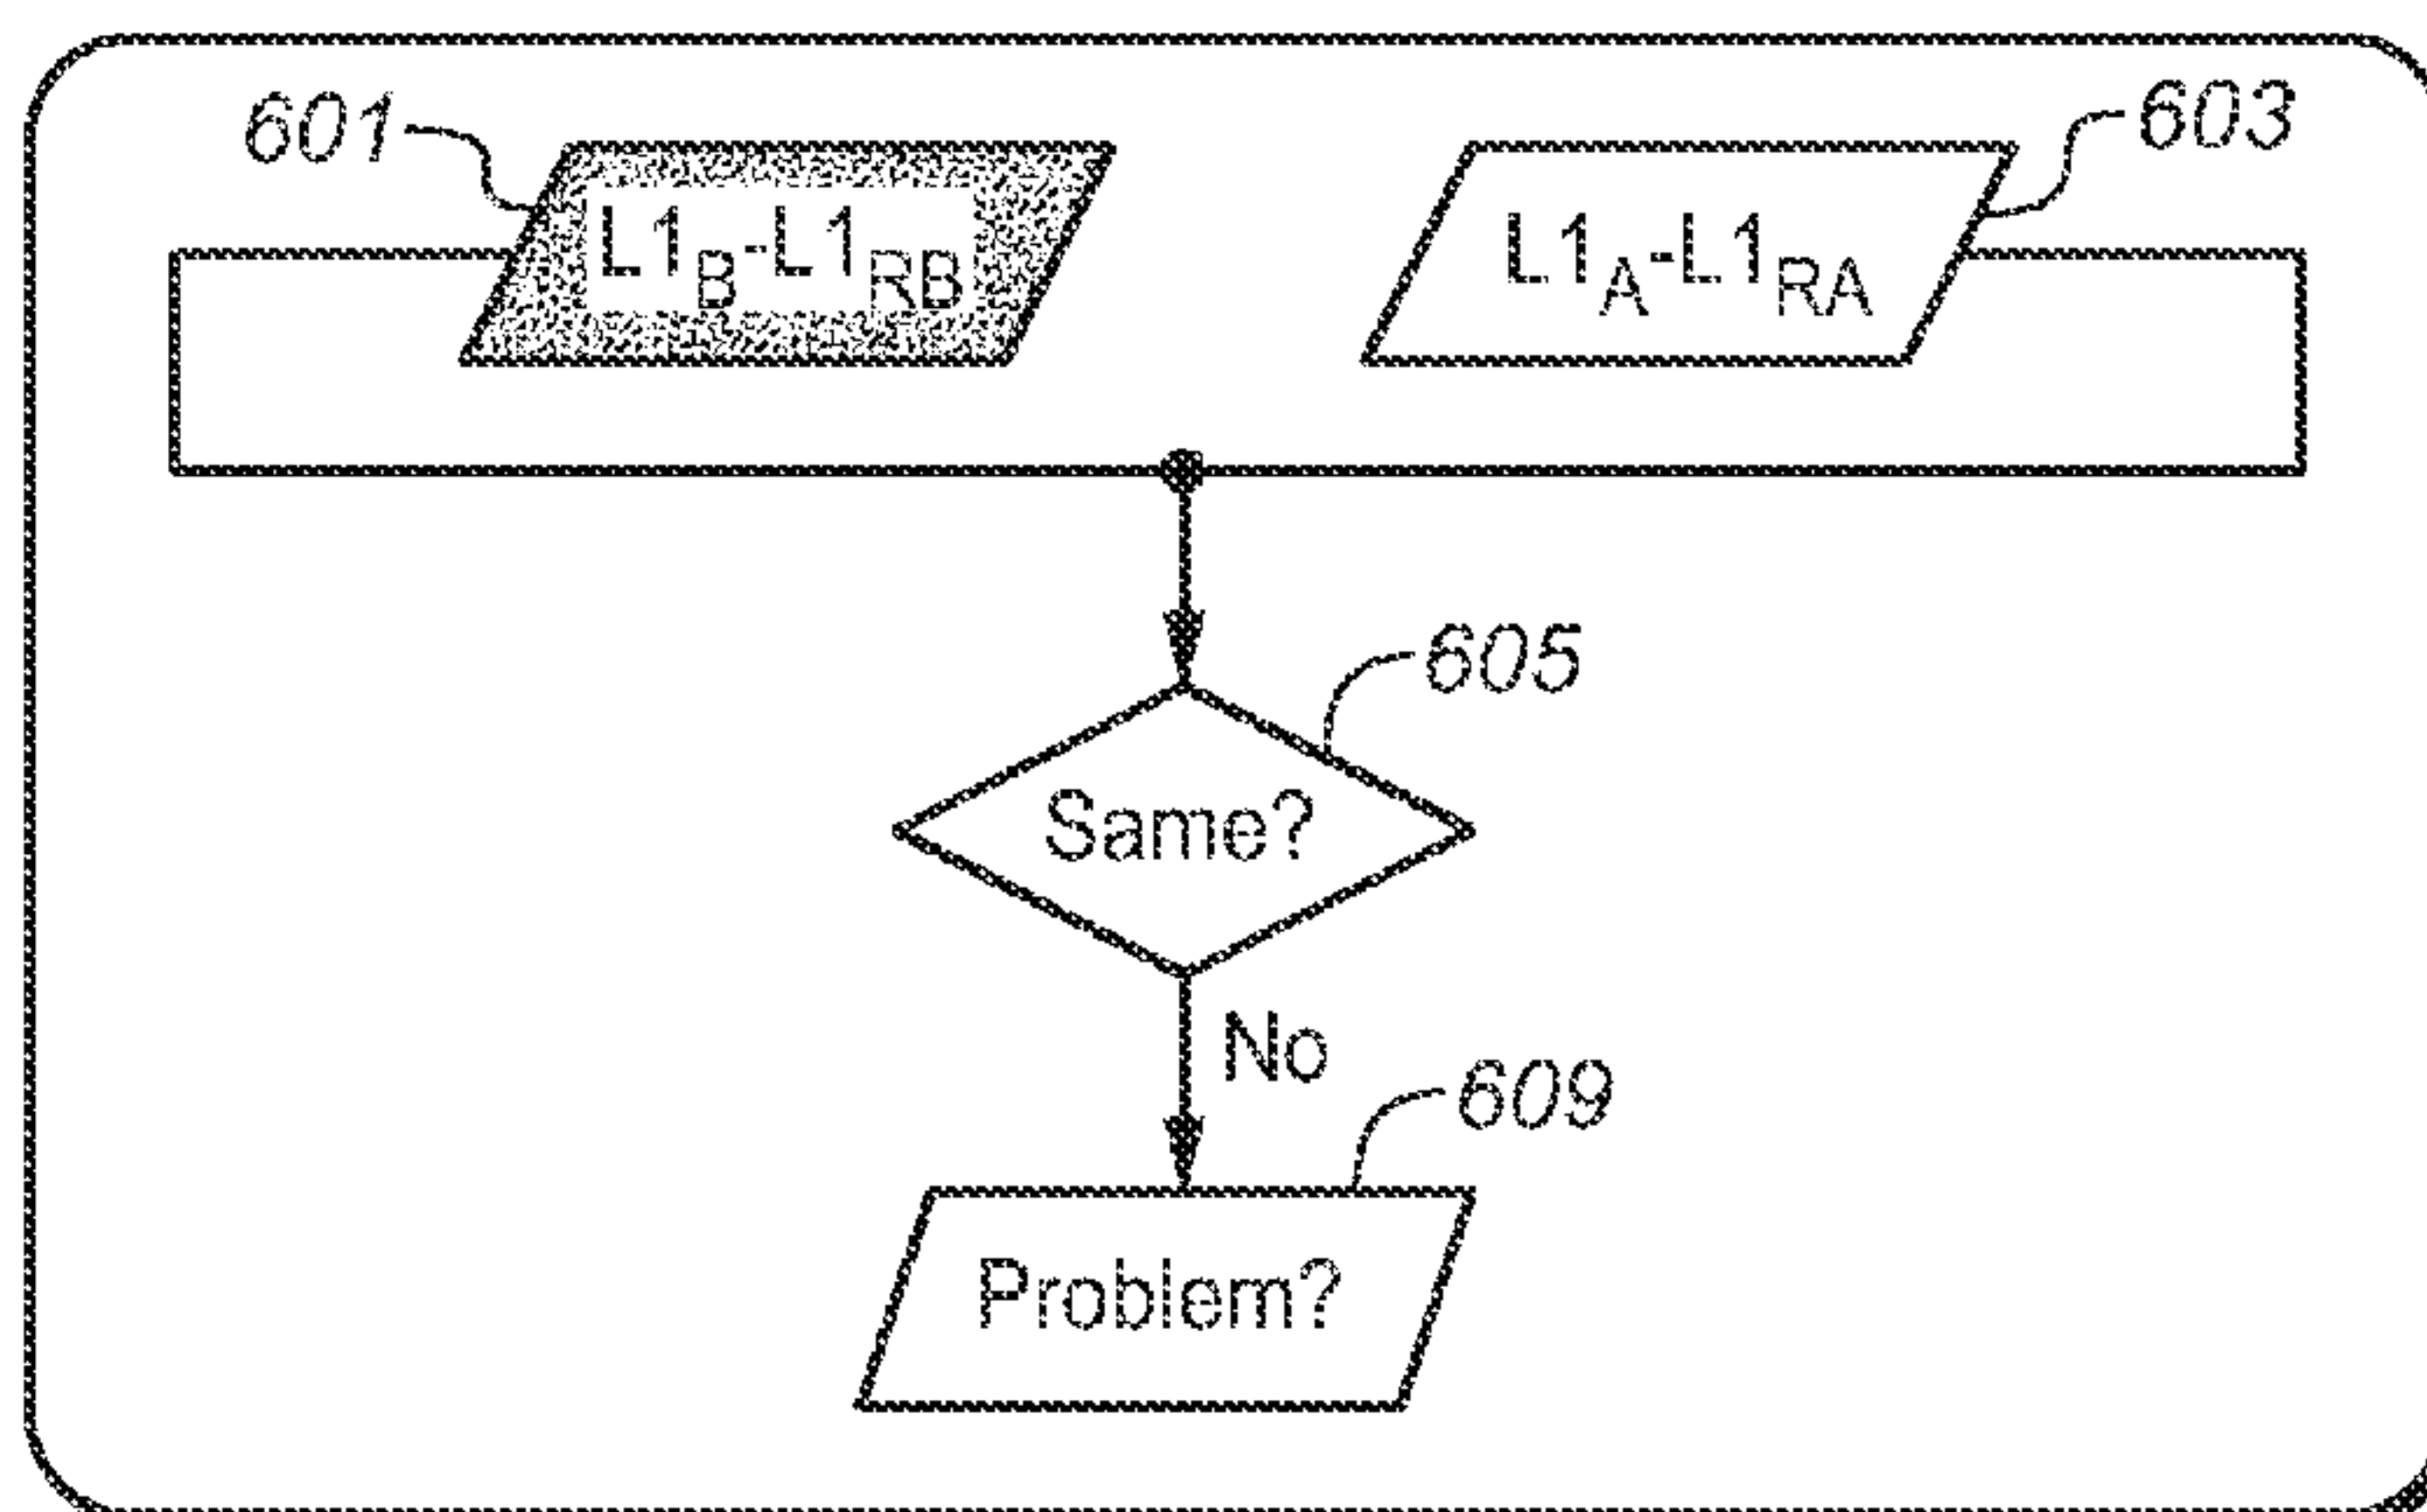 601
L1B-L1RB
L1A-L1RA
603
605
Same?
No
609
Problem?